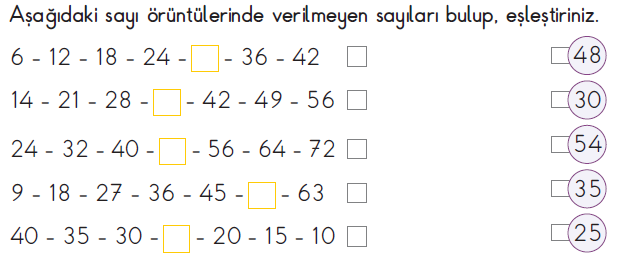 Aşağıdaki sayı örüntülerinde verilmeyen sayıları bulup, eşleştiriniz.
6 - 12 - 18 - 24 - - 36 - 42 48
14 - 21 - 28 - - 42 - 49 - 56 30
24 - 32 - 40 - - 56 - 64 - 72 54
9 - 18 - 27 - 36 - 45 - - 63 35
40 - 35 - 30 - - 20 - 15 - 10 25